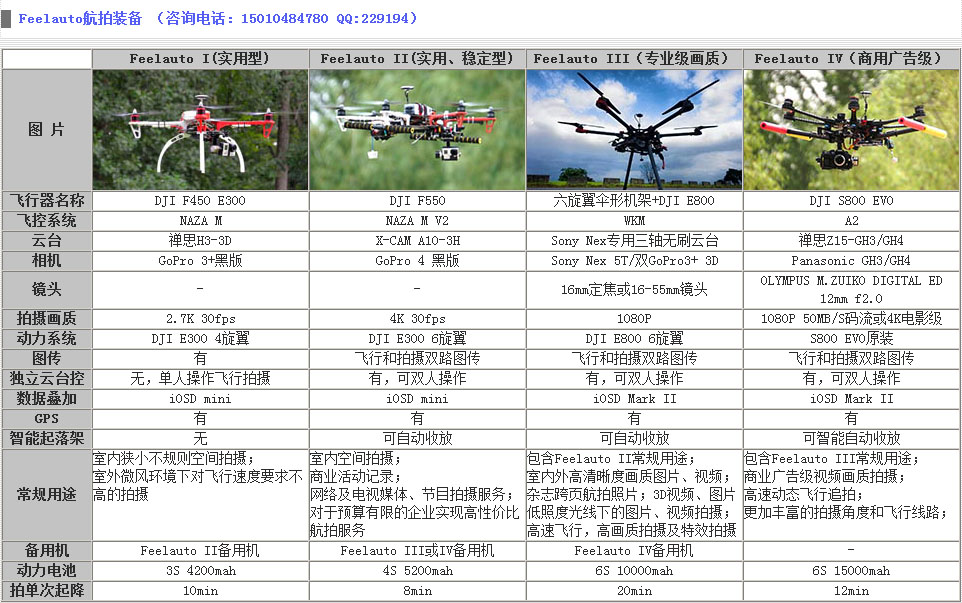 Feelauto航拍装备 （咨询电话：15010484780 QQ:229194）
Feelauto I(实用型) Feelauto II(实用、稳定型) Feelauto III（专业级画质） Feelauto IV（商用广告级）
图 片
飞行器名称 DJI F450 E300 DJI F550 六旋翼伞形机架+DJI E800 DJI S800 EVO
飞控系统 NAZA M NAZA M V2 WKM A2
云台 禅思H3-3D X-CAM A10-3H Sony Nex专用三轴无刷云台 禅思Z15-GH3/GH4
相机 GoPro 3+黑版 GoPro 4 黑版 Sony Nex 5T/双GoPro3+ 3D Panasonic GH3/GH4
镜头 - - 16mm定焦或16-55mm镜头 OLYMPUS M.ZUIKO DIGITAL ED
12mm f2.0
拍摄画质 2.7K 30fps 4K 30fps 1080P 1080P 50MB/S码流或4K电影级
动力系统 DJI E300 4旋翼 DJI E300 6旋翼 DJI E800 6旋翼 S800 EVO原装
图传 有 飞行和拍摄双路图传 飞行和拍摄双路图传 飞行和拍摄双路图传
独立云台控 无，单人操作飞行拍摄 有，可双人操作 有，可双人操作 有，可双人操作
数据叠加 iOSD mini iOSD mini iOSD Mark II iOSD Mark II
GPS 有 有 有 有
智能起落架 无 可自动收放 可自动收放 可智能自动收放
常规用途
室内狭小不规则空间拍摄；
室外微风环境下对飞行速度要求不
高的拍摄
室内空间拍摄；
商业活动记录；
网络及电视媒体、节目拍摄服务；
对于预算有限的企业实现高性价比
航拍服务
包含Feelauto II常规用途；
室内外高清晰度画质图片、视频；
杂志跨页航拍照片；3D视频、图片
低照度光线下的图片、视频拍摄；
高速飞行，高画质拍摄及特效拍摄
包含Feelauto III常规用途；
商业广告级视频画质拍摄；
高速动态飞行追拍；
更加丰富的拍摄角度和飞行线路；
备用机 Feelauto II备用机 Feelauto III或IV备用机 Feelauto IV备用机 -
动力电池 3S 4200mah 4S 5200mah 6S 10000mah 6S 15000mah
拍单次起降 10min 8min 20min 12min